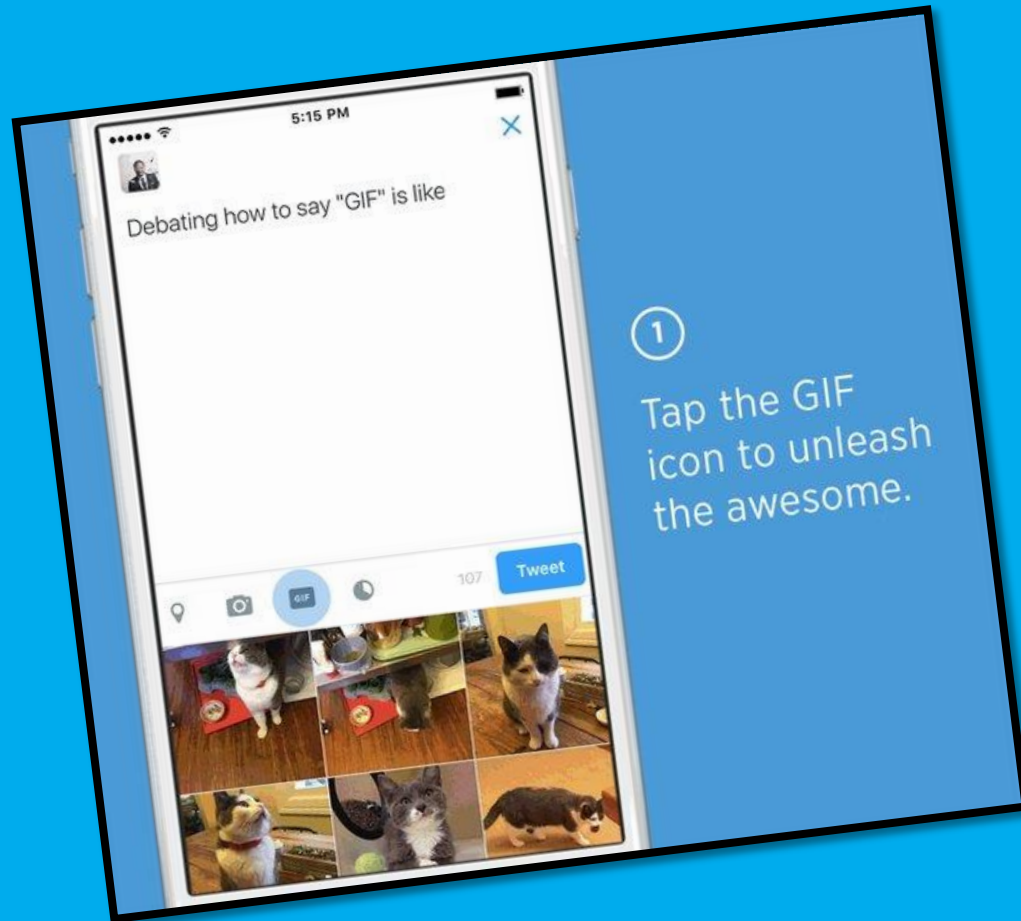 5:15 PM
Debating how to say "GIF" is like
1
Tap the GIF
icon to unleash
the awesome.
GIF
107
Tweet